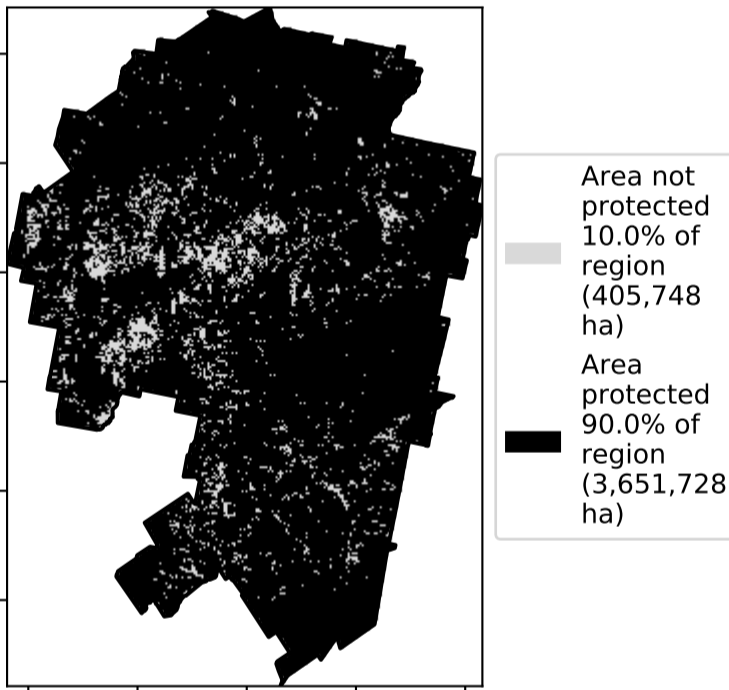 Area not
protected
10.0% of
region
(405,748
ha)
Area
protected
90.0% of
region
(3,651,728
ha)